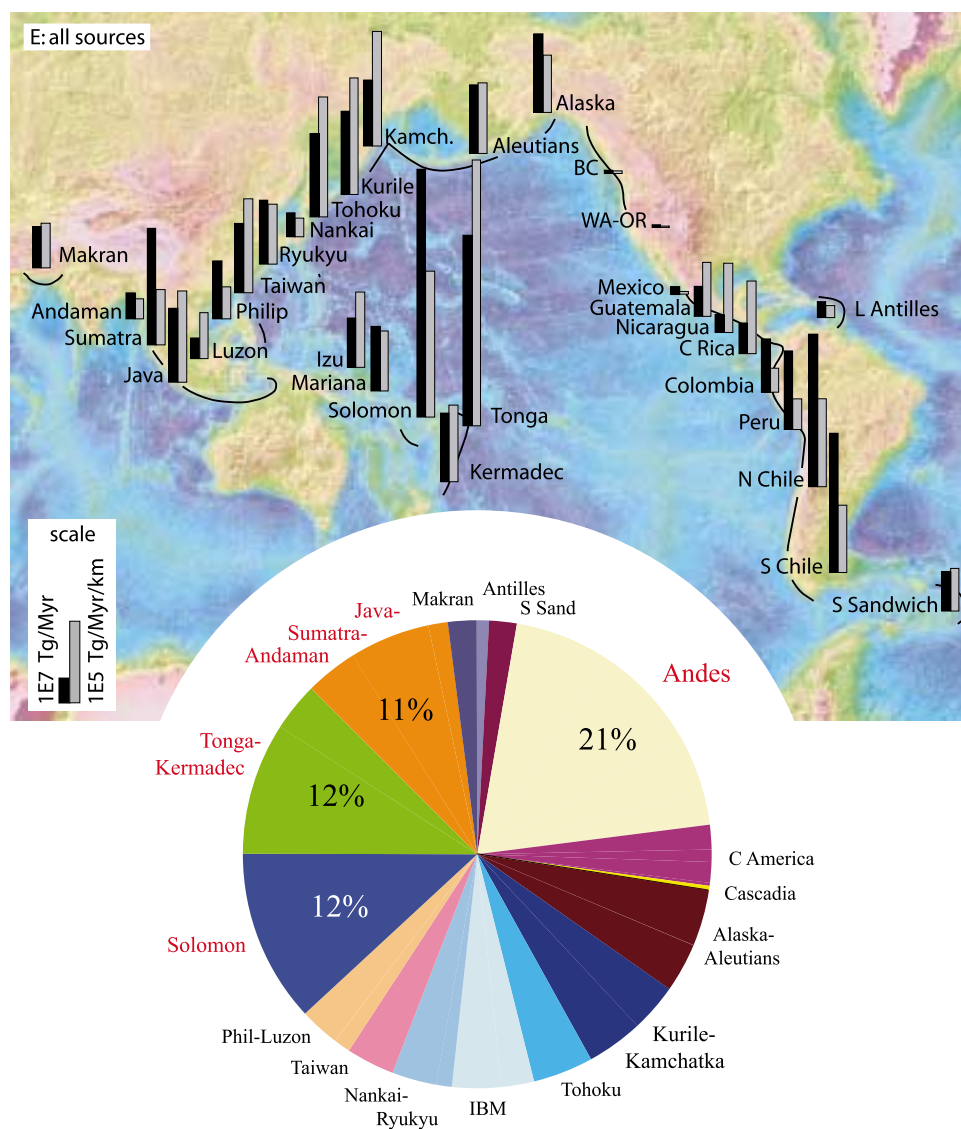 E: all sources
Alaska
Kamch.
Aleutians
BC
Kurile
Tohoku
WA-OR
Nankai
Makran
Ryukyu
Taiwan
Mexico
Andaman
Philip
Guatemala
L Antilles
Nicaragua
Sumatra
Luzon
C Rica
Izu
Java
Mariana
Colombia
Solomon
Tonga
Peru
Kermadec
N Chile
scale
1E7 Tg/Myr
1E5 Tg/Myr/km
S Chile
S Sandwich
Antilles
Makran
S Sand
Java-
Sumatra-
Andaman
Andes
11%
21%
Tonga-
Kermadec
12%
C America
Cascadia
12%
Solomon
Alaska-
Aleutians
Phil-Luzon
Kurile-
Kamchatka
Taiwan
Tohoku
Nankai-
Ryukyu
IBM